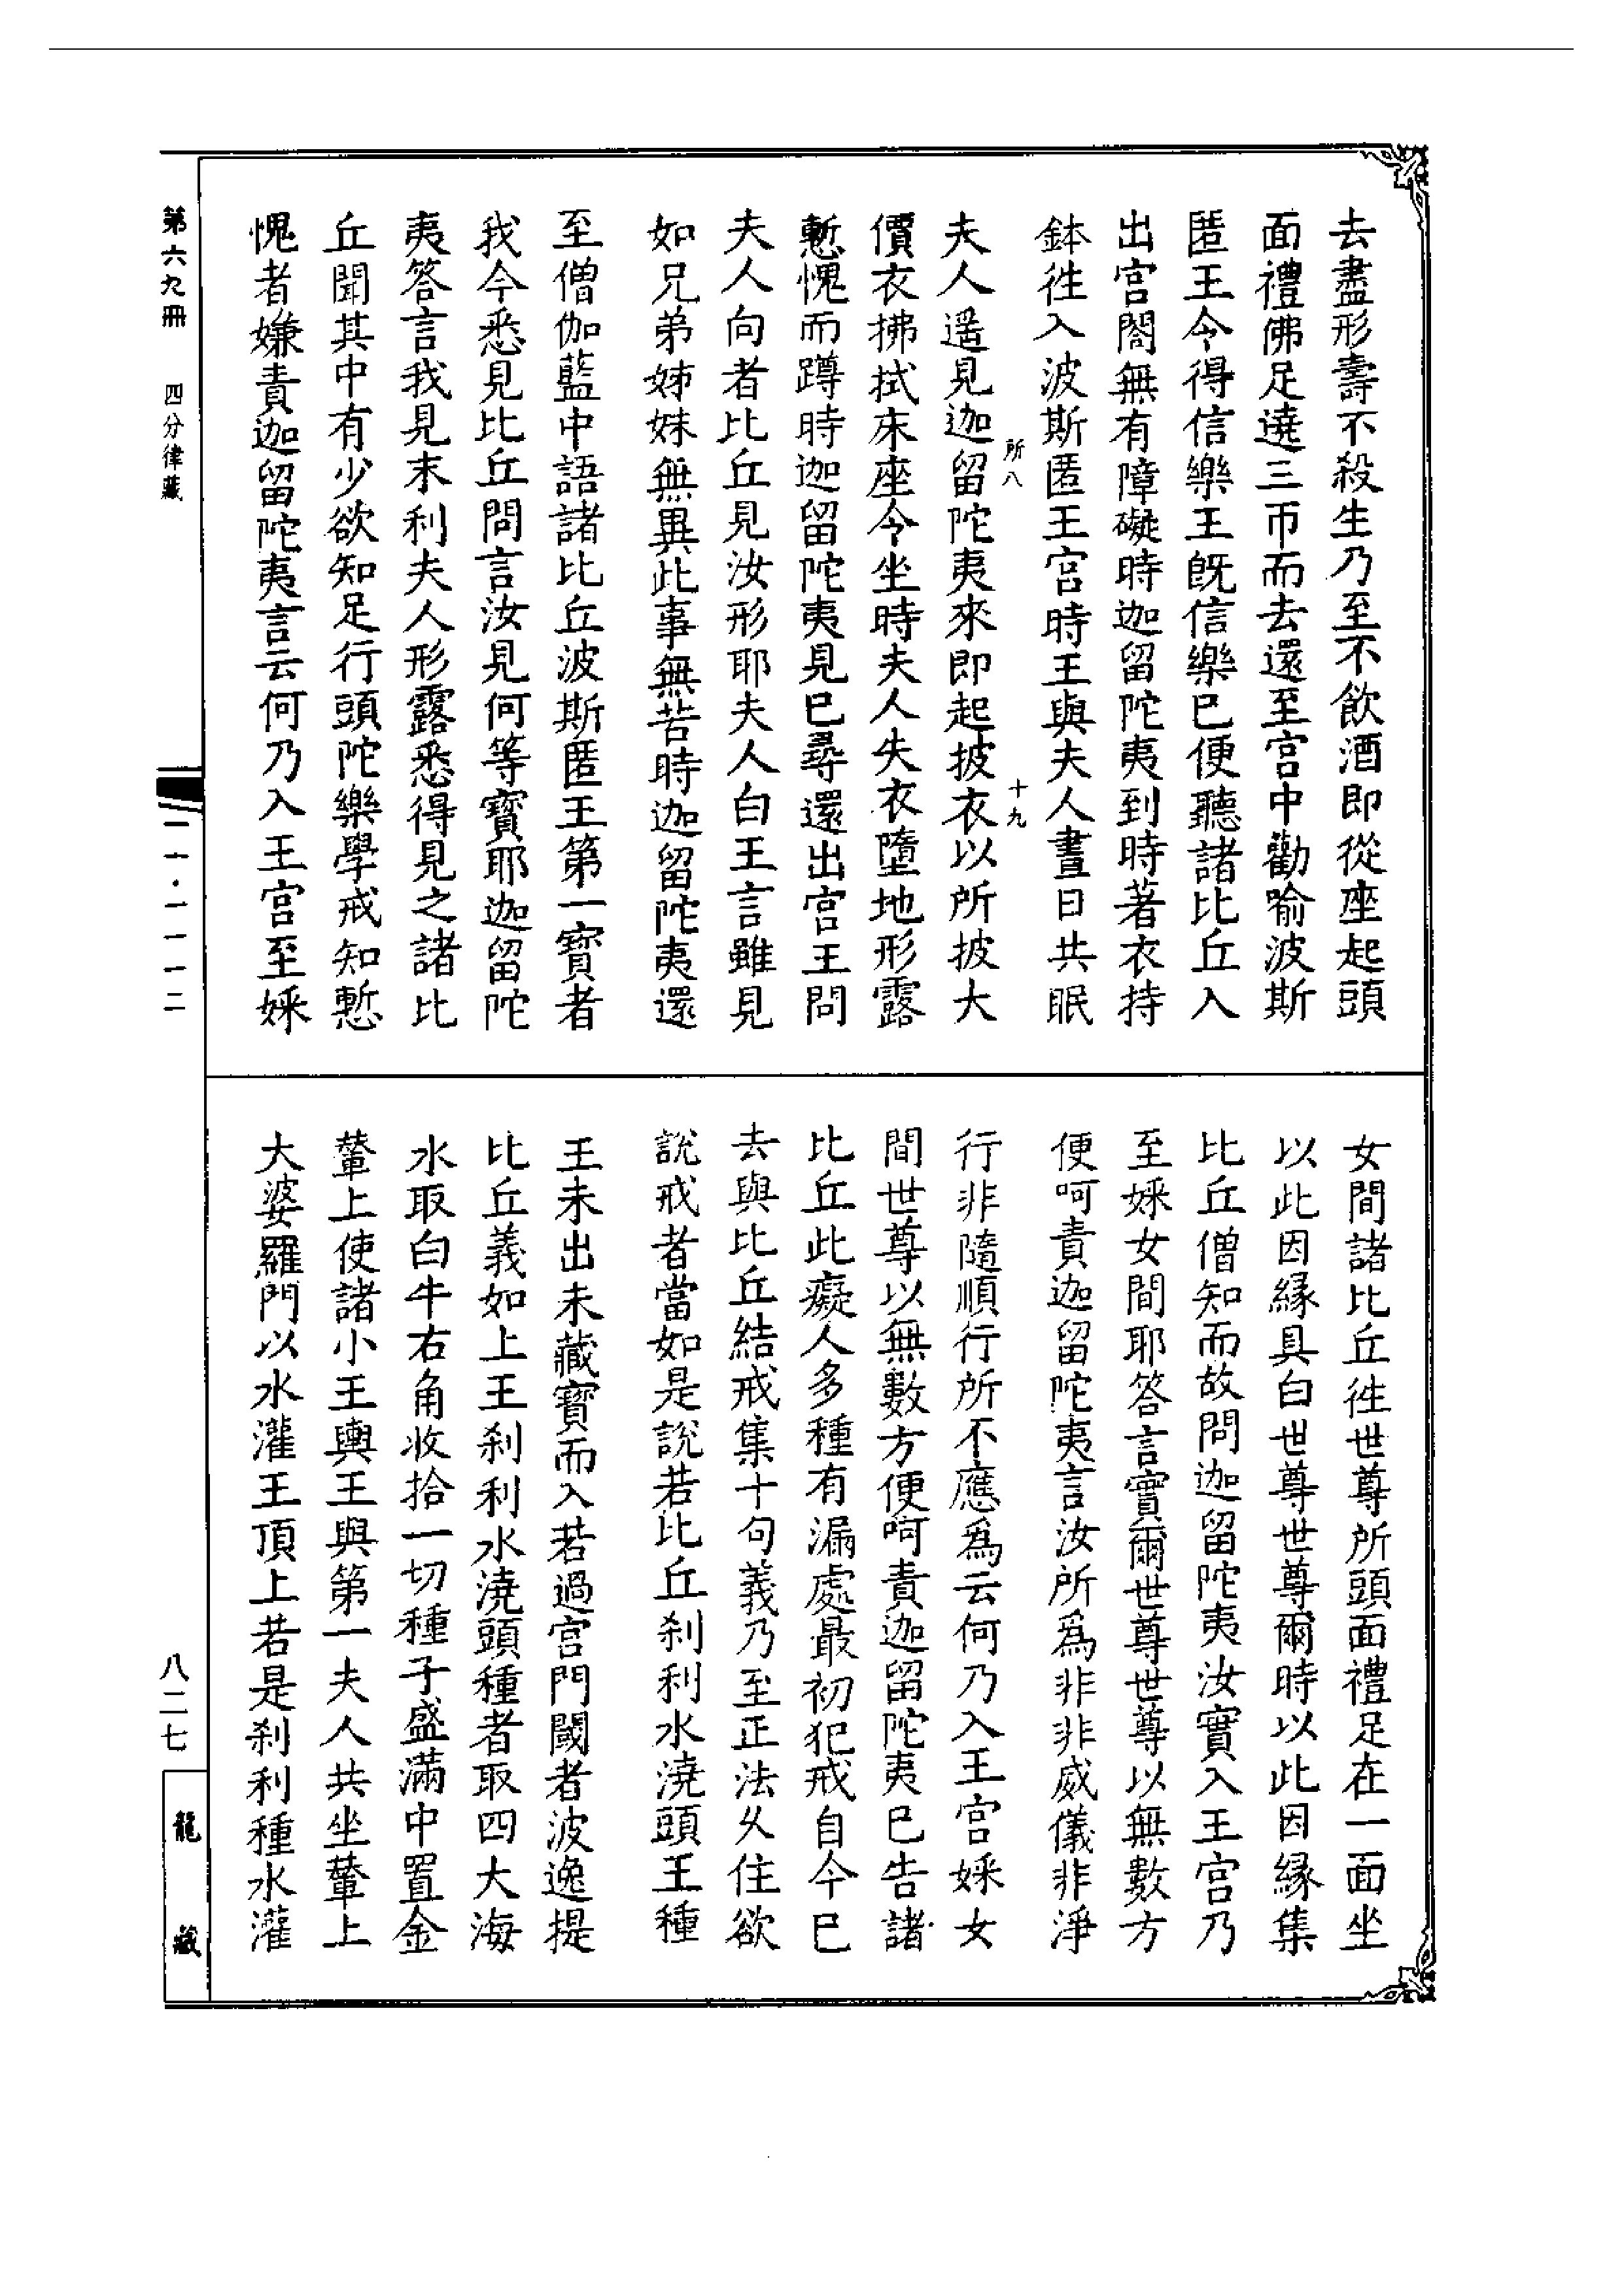 去盡形壽不殺生乃至不飲酒即從座起頭
面禮佛足遶三帀而去還至宮中勸喻波斯
匿王今得信樂王旣信樂巳便聽諸比丘入
出宮閤無有障礙時迦留陀夷到時著衣持
鉢徃入波斯匿王宮時王與夫人晝日共眠
所八
十九
夫人遥見迦留陀夷來即起披衣以所披大
價衣拂拭床座令坐時夫人失衣墮地形露
慙愧而蹲時迦留陀夷見巳尋還出宮王問
夫人向者比丘見汝形耶夫人白王言雖見
如兄弟姊妹無異此事無苦時迦留陀夷還
至僧伽藍中語諸比丘波斯匿王第一寶者
我今悉見比丘問言汝見何等寶耶迦留陀
夷答言我見末利夫人形露悉得見之諸比
丘聞其中有少欲知足行頭陀樂學戒知慙
愧者嫌責迦留陀夷言云何乃入王宮至婇
女間諸比丘徃世尊所頭面禮足在一面坐
以此因縁具白世尊世尊爾時以此因縁集
比丘僧知而故問迦留陀夷汝實入王宮乃
至婇女間耶答言實爾世尊世尊以無數方
便呵責迦留陀夷言汝所爲非非威儀非淨
行非隨順行所不應爲云何乃入王宮婇女
間世尊以無數方便呵責迦留陀夷巳告諸
比丘此癡人多種有漏處最初犯戒自今巳
去與比丘結戒集十句義乃至正法久住欲
說戒者當如是說若比丘刹利水澆頭王種
王未出未藏寶而入若過宮門閾者波逸提
比丘義如上王刹利水澆頭種者取四大海
水取白牛右角收拾一切種子盛滿中置金
輦上使諸小王輿王與第一夫人共坐輦上
大婆羅門以水灌王頂上若是刹利種水灌
第六九冊
四分律藏
一一·一一一二
八二七
龍藏